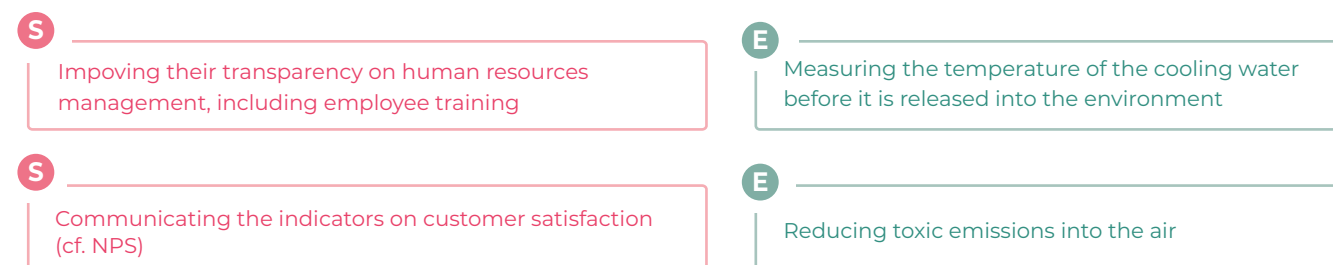 S
Impoving their transparency on human resources
management, including employee training
E
Measuring the temperature of the cooling water
before it is released into the environment
S
Communicating the indicators on customer satisfaction
(cf. NPS)
E
Reducing toxic emissions into the air